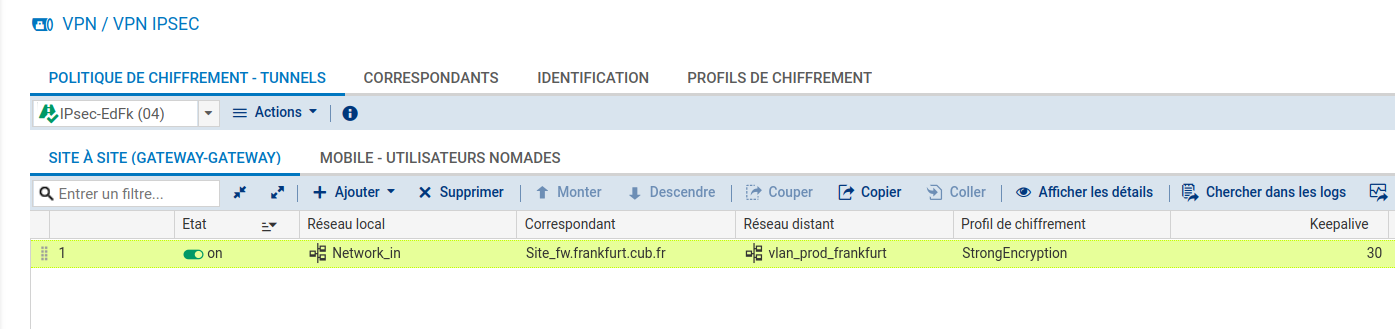 VPN / VPN IPSEC
POLITIQUE DE CHIFFREMENT - TUNNELS CORRESPONDANTS IDENTIFICATION PROFILS DE CHIFFREMENT
IPsec-EdFk (04) Actions
SITE À SITE (GATEWAY-GATEWAY) MOBILE - UTILISATEURS NOMADES
Entrer un filtre... Ajouter Supprimer Monter Descendre Couper Copier Coller Afficher les détails Chercher dans les logs
Etat Réseau local Correspondant Réseau distant Profil de chiffrement Keepalive
1 on Network_in Site_fw.frankfurt.cub.fr vlan_prod_frankfurt StrongEncryption 30